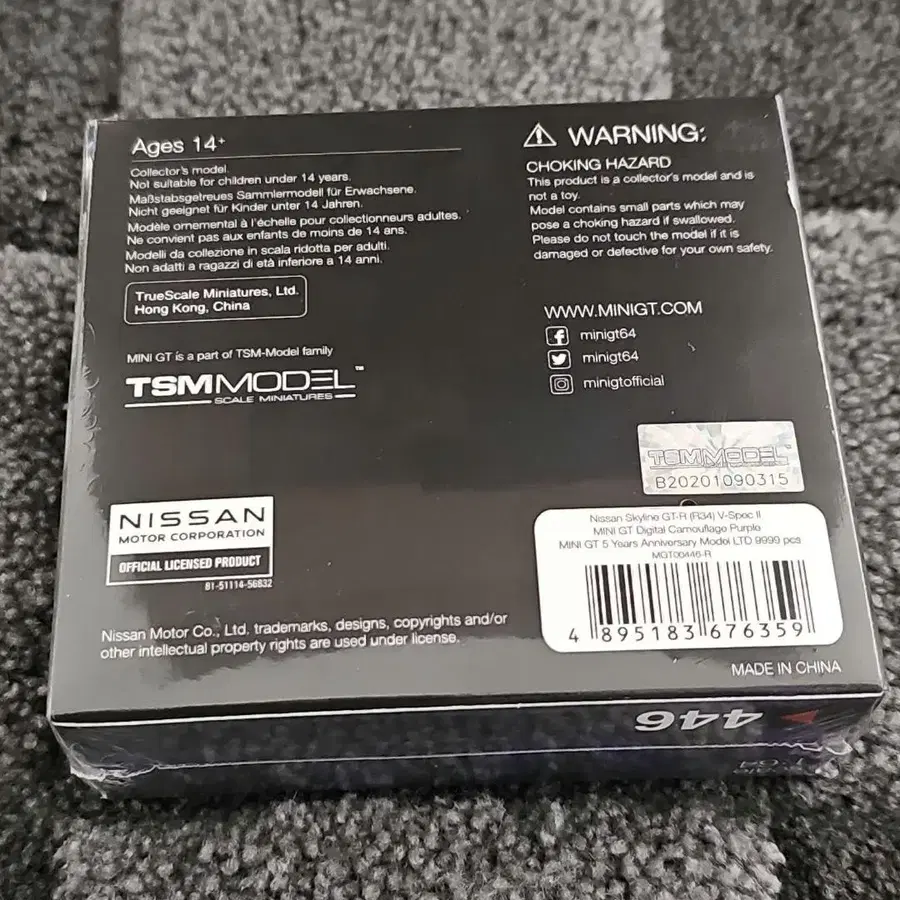 Ages 14+
Collector's model.
Not suitable for children under 14 years.
Maßstabsgetreues Sammlermodell für Erwachsene.
Nicht geeignet für Kinder unter 14 Jahren.
Modèle ornemental à l'échelle pour collectionneurs adultes.
Ne convient pas aux enfants de moins de 14 ans.
Modelli da collezione in scala ridotta per adulti.
Non adatti a ragazzi di età inferiore a 14 anni.
TrueScale Miniatures, Ltd.
Hong Kong, China
MINI GT is a part of TSM-Model family
TSMMODEL™
SCALE MINIATURES
NISSAN
MOTOR CORPORATION
OFFICIAL LICENSED PRODUCT
81-51114-56832
Nissan Motor Co., Ltd. trademarks, designs, copyrights and/or
other intellectual property rights are used under license.
⚠ WARNING:
CHOKING HAZARD
This product is a collector's model and is
not a toy.
Model contains small parts which may
pose a choking hazard if swallowed.
Please do not touch the model if it is
damaged or defective for your own safety.
WWW.MINIGT.COM
minigt64
minigt64
minigtofficial
TSMMODEL
B20201090315
Nissan Skyline GT-R (R34) V-Spec II
MINI GT Digital Camouflage Purple
MINI GT 5 Years Anniversary Model LTD 9999 pcs
MGT00446-R
4 895183 676359
MADE IN CHINA
446